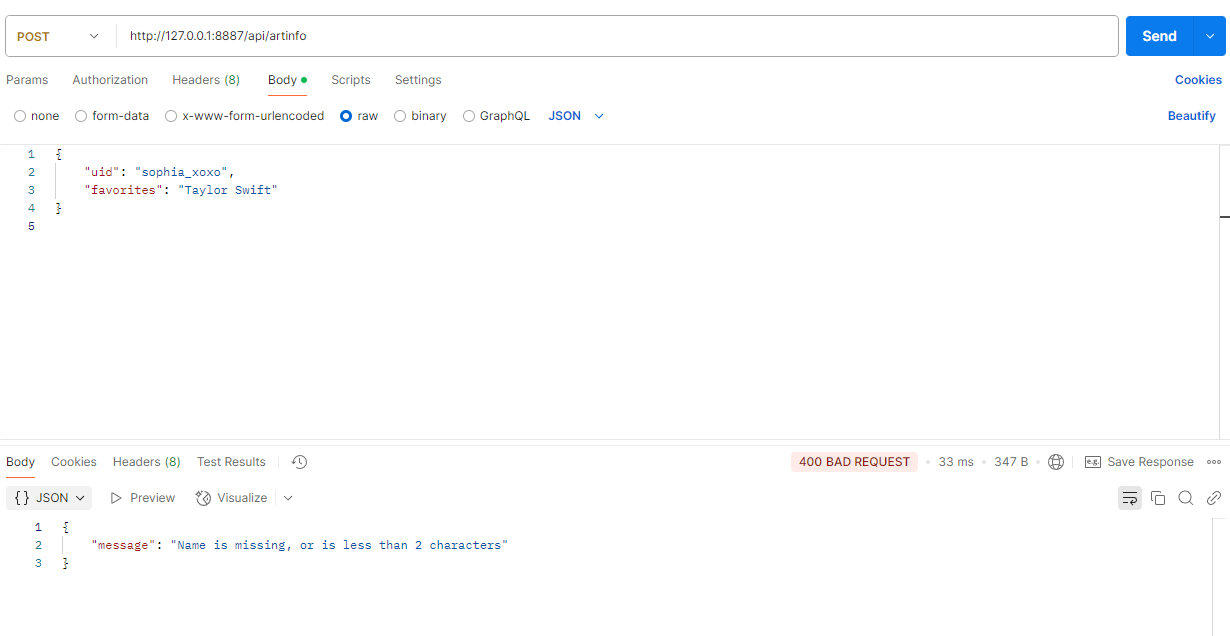 POST http://127.0.0.1:8887/api/artinfo Send
Params Authorization Headers (8) Body Scripts Settings Cookies
none form-data x-www-form-urlencoded raw binary GraphQL JSON Beautify
1 {
2 "uid": "sophia_xoxo",
3 "favorites": "Taylor Swift"
4 }
5
Body Cookies Headers (8) Test Results 400 BAD REQUEST 33 ms 347 B e.g. Save Response
{} JSON Preview Visualize
1 {
2 "message": "Name is missing, or is less than 2 characters"
3 }